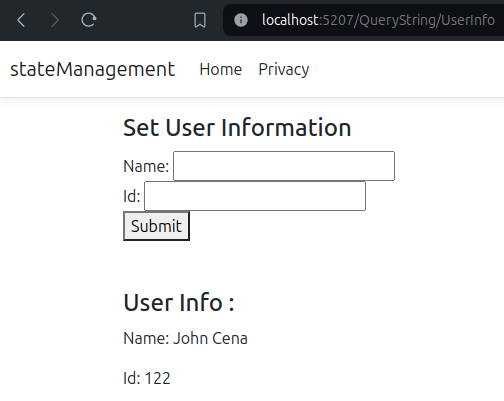 localhost:5207/QueryString/UserInfo
stateManagement Home Privacy
Set User Information
Name:
Id:
Submit
User Info :
Name: John Cena
Id: 122